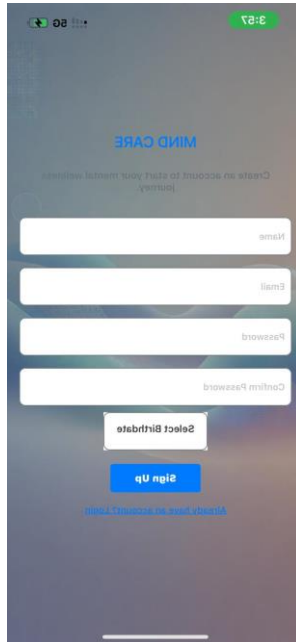 3:57
5G
MIND CARE
Create an account to start your mental wellness
journey.
Name
Email
Password
Confirm Password
Select Birthdate
Sign Up
Already have an account? Login